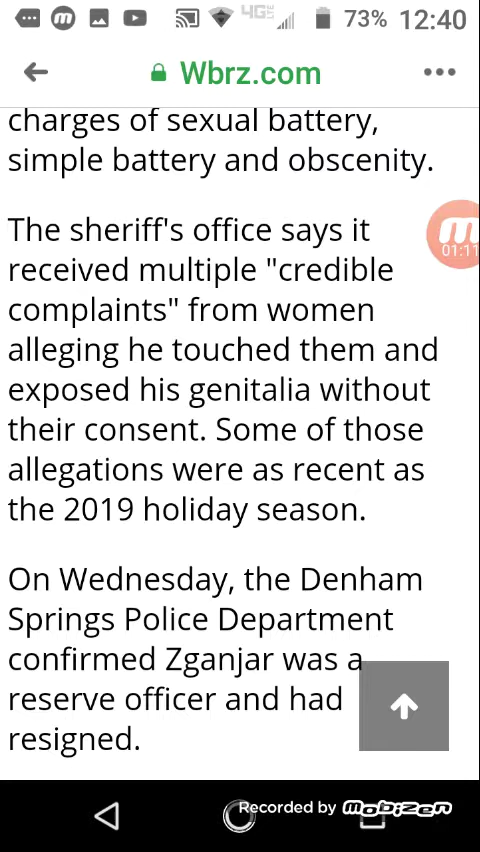 73% 12:40
Wbrz.com
charges of sexual battery,
simple battery and obscenity.
The sheriff's office says it
received multiple "credible
complaints" from women
alleging he touched them and
exposed his genitalia without
their consent. Some of those
allegations were as recent as
the 2019 holiday season.
01:11
On Wednesday, the Denham
Springs Police Department
confirmed Zganjar was a
reserve officer and had
resigned.
Recorded by mobizen